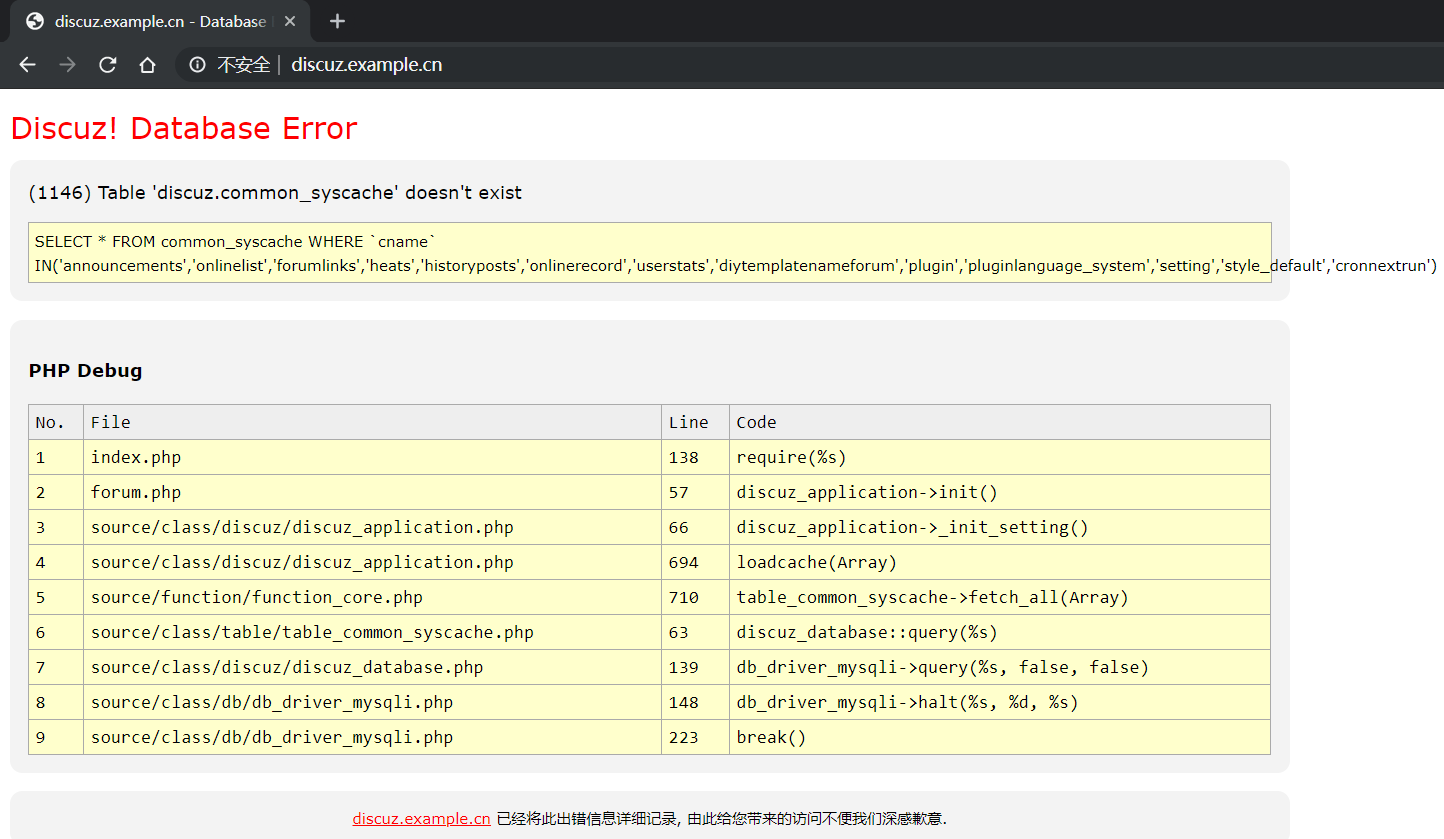 discuz.example.cn - Database
不安全 | discuz.example.cn
Discuz! Database Error
(1146) Table 'discuz.common_syscache' doesn't exist
SELECT * FROM common_syscache WHERE `cname`
IN('announcements','onlinelist','forumlinks','heats','historyposts','onlinerecord','userstats','diytemplatenameforum','plugin','pluginlanguage_system','setting','style_default','cronnextrun')
PHP Debug
No. File Line Code
1 index.php 138 require(%s)
2 forum.php 57 discuz_application->init()
3 source/class/discuz/discuz_application.php 66 discuz_application->_init_setting()
4 source/class/discuz/discuz_application.php 694 loadcache(Array)
5 source/function/function_core.php 710 table_common_syscache->fetch_all(Array)
6 source/class/table/table_common_syscache.php 63 discuz_database::query(%s)
7 source/class/discuz/discuz_database.php 139 db_driver_mysqli->query(%s, false, false)
8 source/class/db/db_driver_mysqli.php 148 db_driver_mysqli->halt(%s, %d, %s)
9 source/class/db/db_driver_mysqli.php 223 break()
discuz.example.cn 已经将此出错信息详细记录, 由此给您带来的访问不便我们深感歉意.